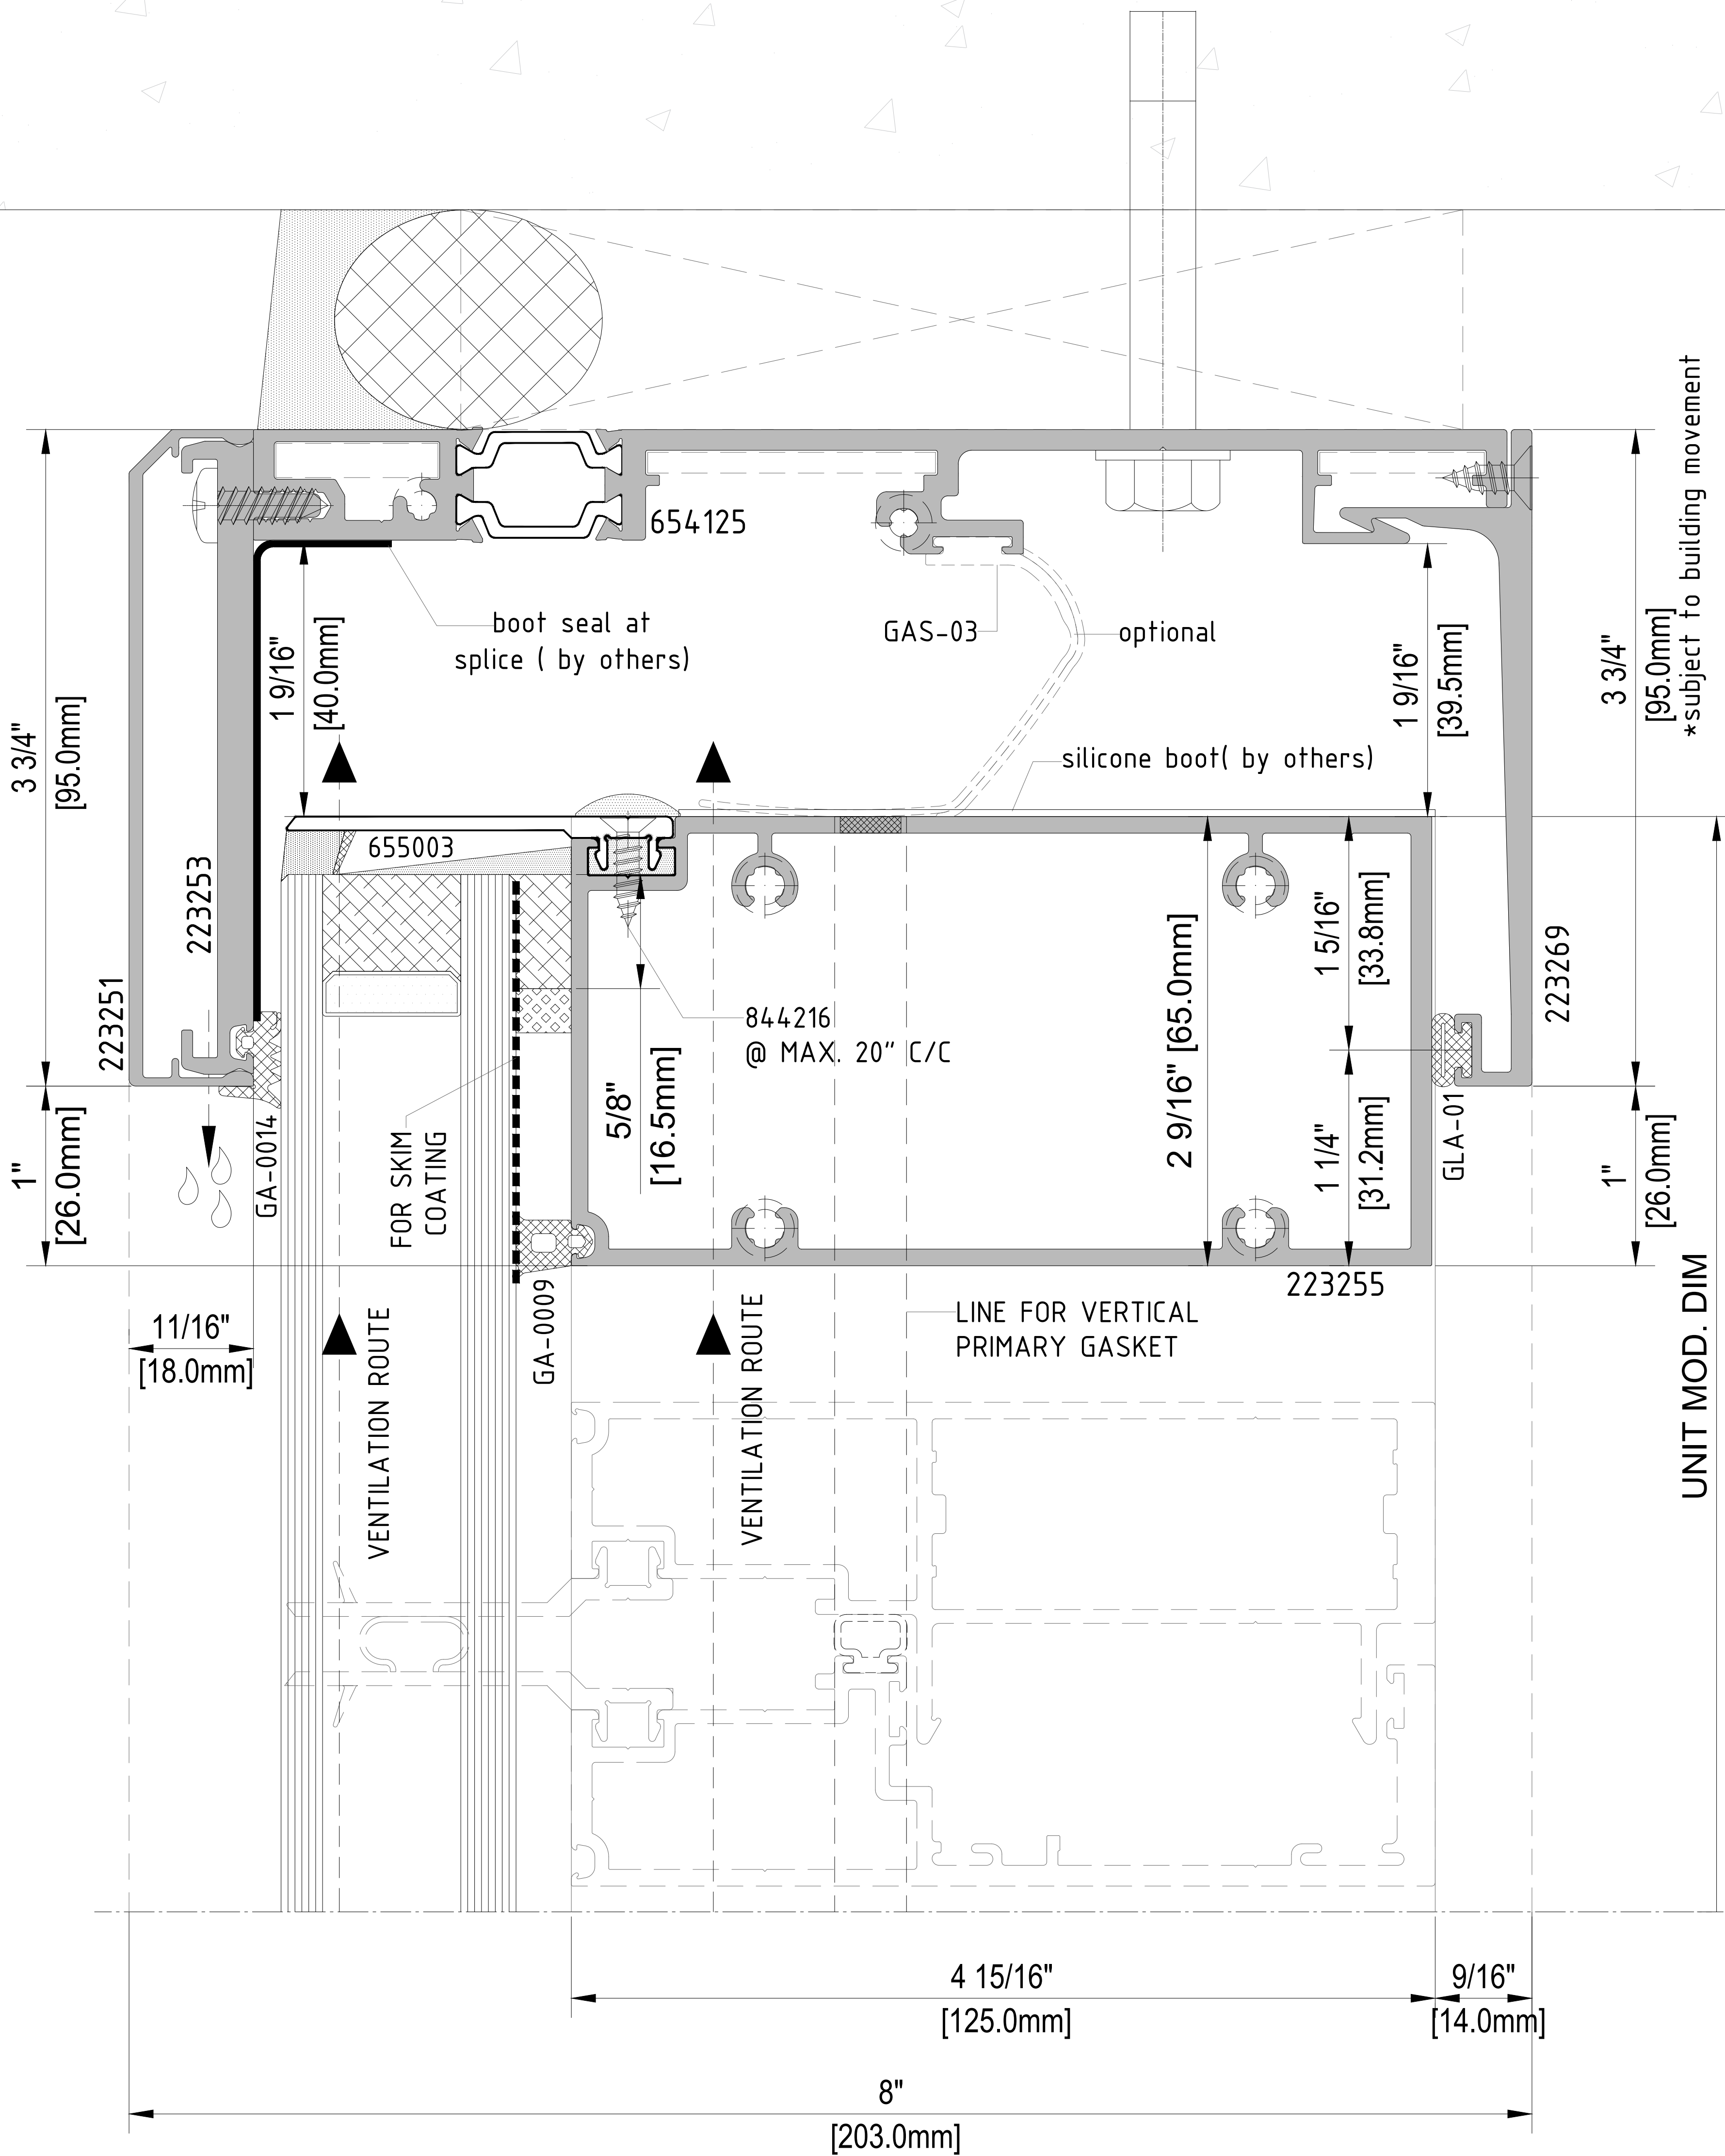 654125
boot seal at
splice ( by others)
GAS-03
optional
1 9/16"
[40.0mm]
1 9/16"
[39.5mm]
3 3/4"
[95.0mm]
*subject to building movement
3 3/4"
[95.0mm]
silicone boot( by others)
655003
223253
223251
844216
@ MAX. 20" C/C
5/8"
[16.5mm]
2 9/16" [65.0mm]
1 5/16"
[33.8mm]
1 1/4"
[31.2mm]
223269
GLA-01
1"
[26.0mm]
1"
[26.0mm]
GA-0014
FOR SKIM
COATING
GA-0009
223255
LINE FOR VERTICAL
PRIMARY GASKET
11/16"
[18.0mm]
VENTILATION ROUTE
VENTILATION ROUTE
UNIT MOD. DIM
4 15/16"
[125.0mm]
9/16"
[14.0mm]
8"
[203.0mm]